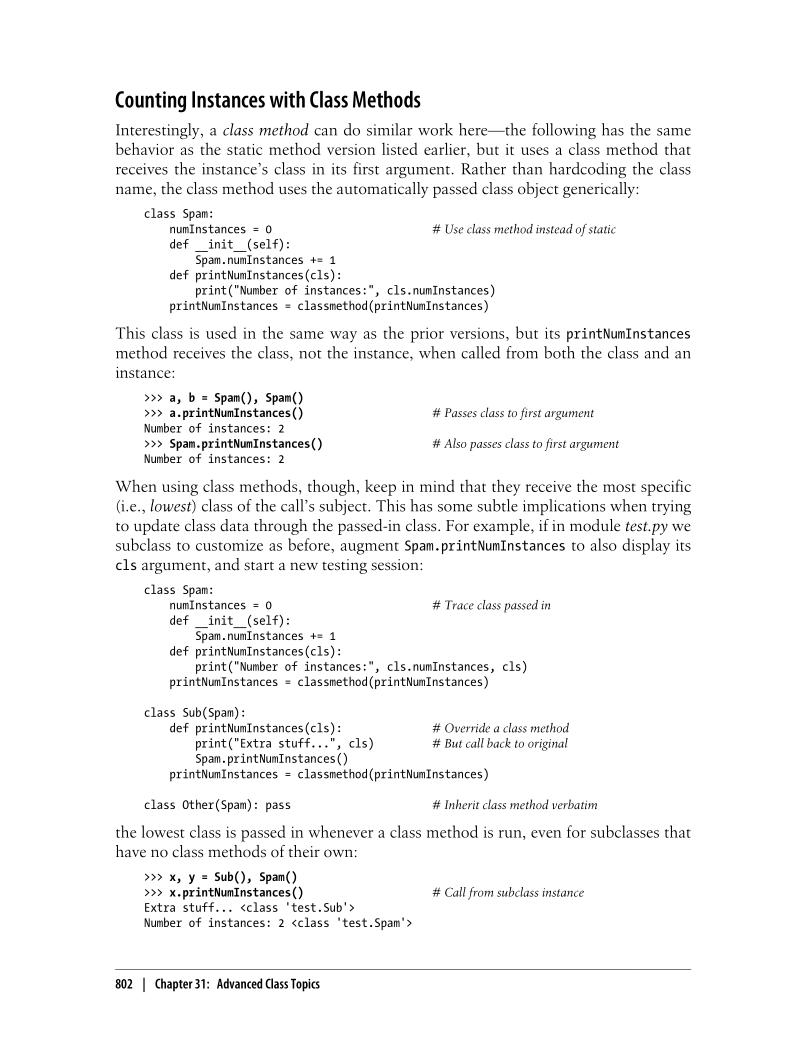 Counting Instances with Class Methods
Interestingly, a class method can do similar work here—the following has the same
behavior as the static method version listed earlier, but it uses a class method that
receives the instance's class in its first argument. Rather than hardcoding the class
name, the class method uses the automatically passed class object generically:
class Spam:
    numInstances = 0                         # Use class method instead of static
    def __init__(self):
        Spam.numInstances += 1
    def printNumInstances(cls):
        print("Number of instances:", cls.numInstances)
    printNumInstances = classmethod(printNumInstances)
This class is used in the same way as the prior versions, but its printNumInstances
method receives the class, not the instance, when called from both the class and an
instance:
>>> a, b = Spam(), Spam()
>>> a.printNumInstances()                    # Passes class to first argument
Number of instances: 2
>>> Spam.printNumInstances()                 # Also passes class to first argument
Number of instances: 2
When using class methods, though, keep in mind that they receive the most specific
(i.e., lowest) class of the call's subject. This has some subtle implications when trying
to update class data through the passed-in class. For example, if in module test.py we
subclass to customize as before, augment Spam.printNumInstances to also display its
cls argument, and start a new testing session:
class Spam:
    numInstances = 0                         # Trace class passed in
    def __init__(self):
        Spam.numInstances += 1
    def printNumInstances(cls):
        print("Number of instances:", cls.numInstances, cls)
    printNumInstances = classmethod(printNumInstances)
class Sub(Spam):
    def printNumInstances(cls):              # Override a class method
        print("Extra stuff...", cls)         # But call back to original
        Spam.printNumInstances()
    printNumInstances = classmethod(printNumInstances)
class Other(Spam): pass                      # Inherit class method verbatim
the lowest class is passed in whenever a class method is run, even for subclasses that
have no class methods of their own:
>>> x, y = Sub(), Spam()
>>> x.printNumInstances()                    # Call from subclass instance
Extra stuff... <class 'test.Sub'>
Number of instances: 2 <class 'test.Spam'>
802 | Chapter 31: Advanced Class Topics